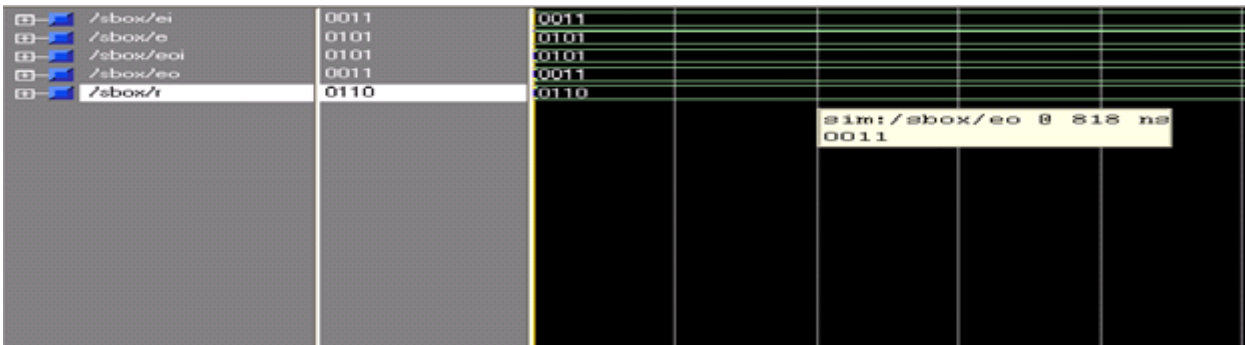 /sbox/ei 0011 0011
/sbox/e 0101 0101
/sbox/eoi 0101 0101
/sbox/eo 0011 0011
/sbox/r 0110 0110
sim:/sbox/eo @ 818 ns
0011